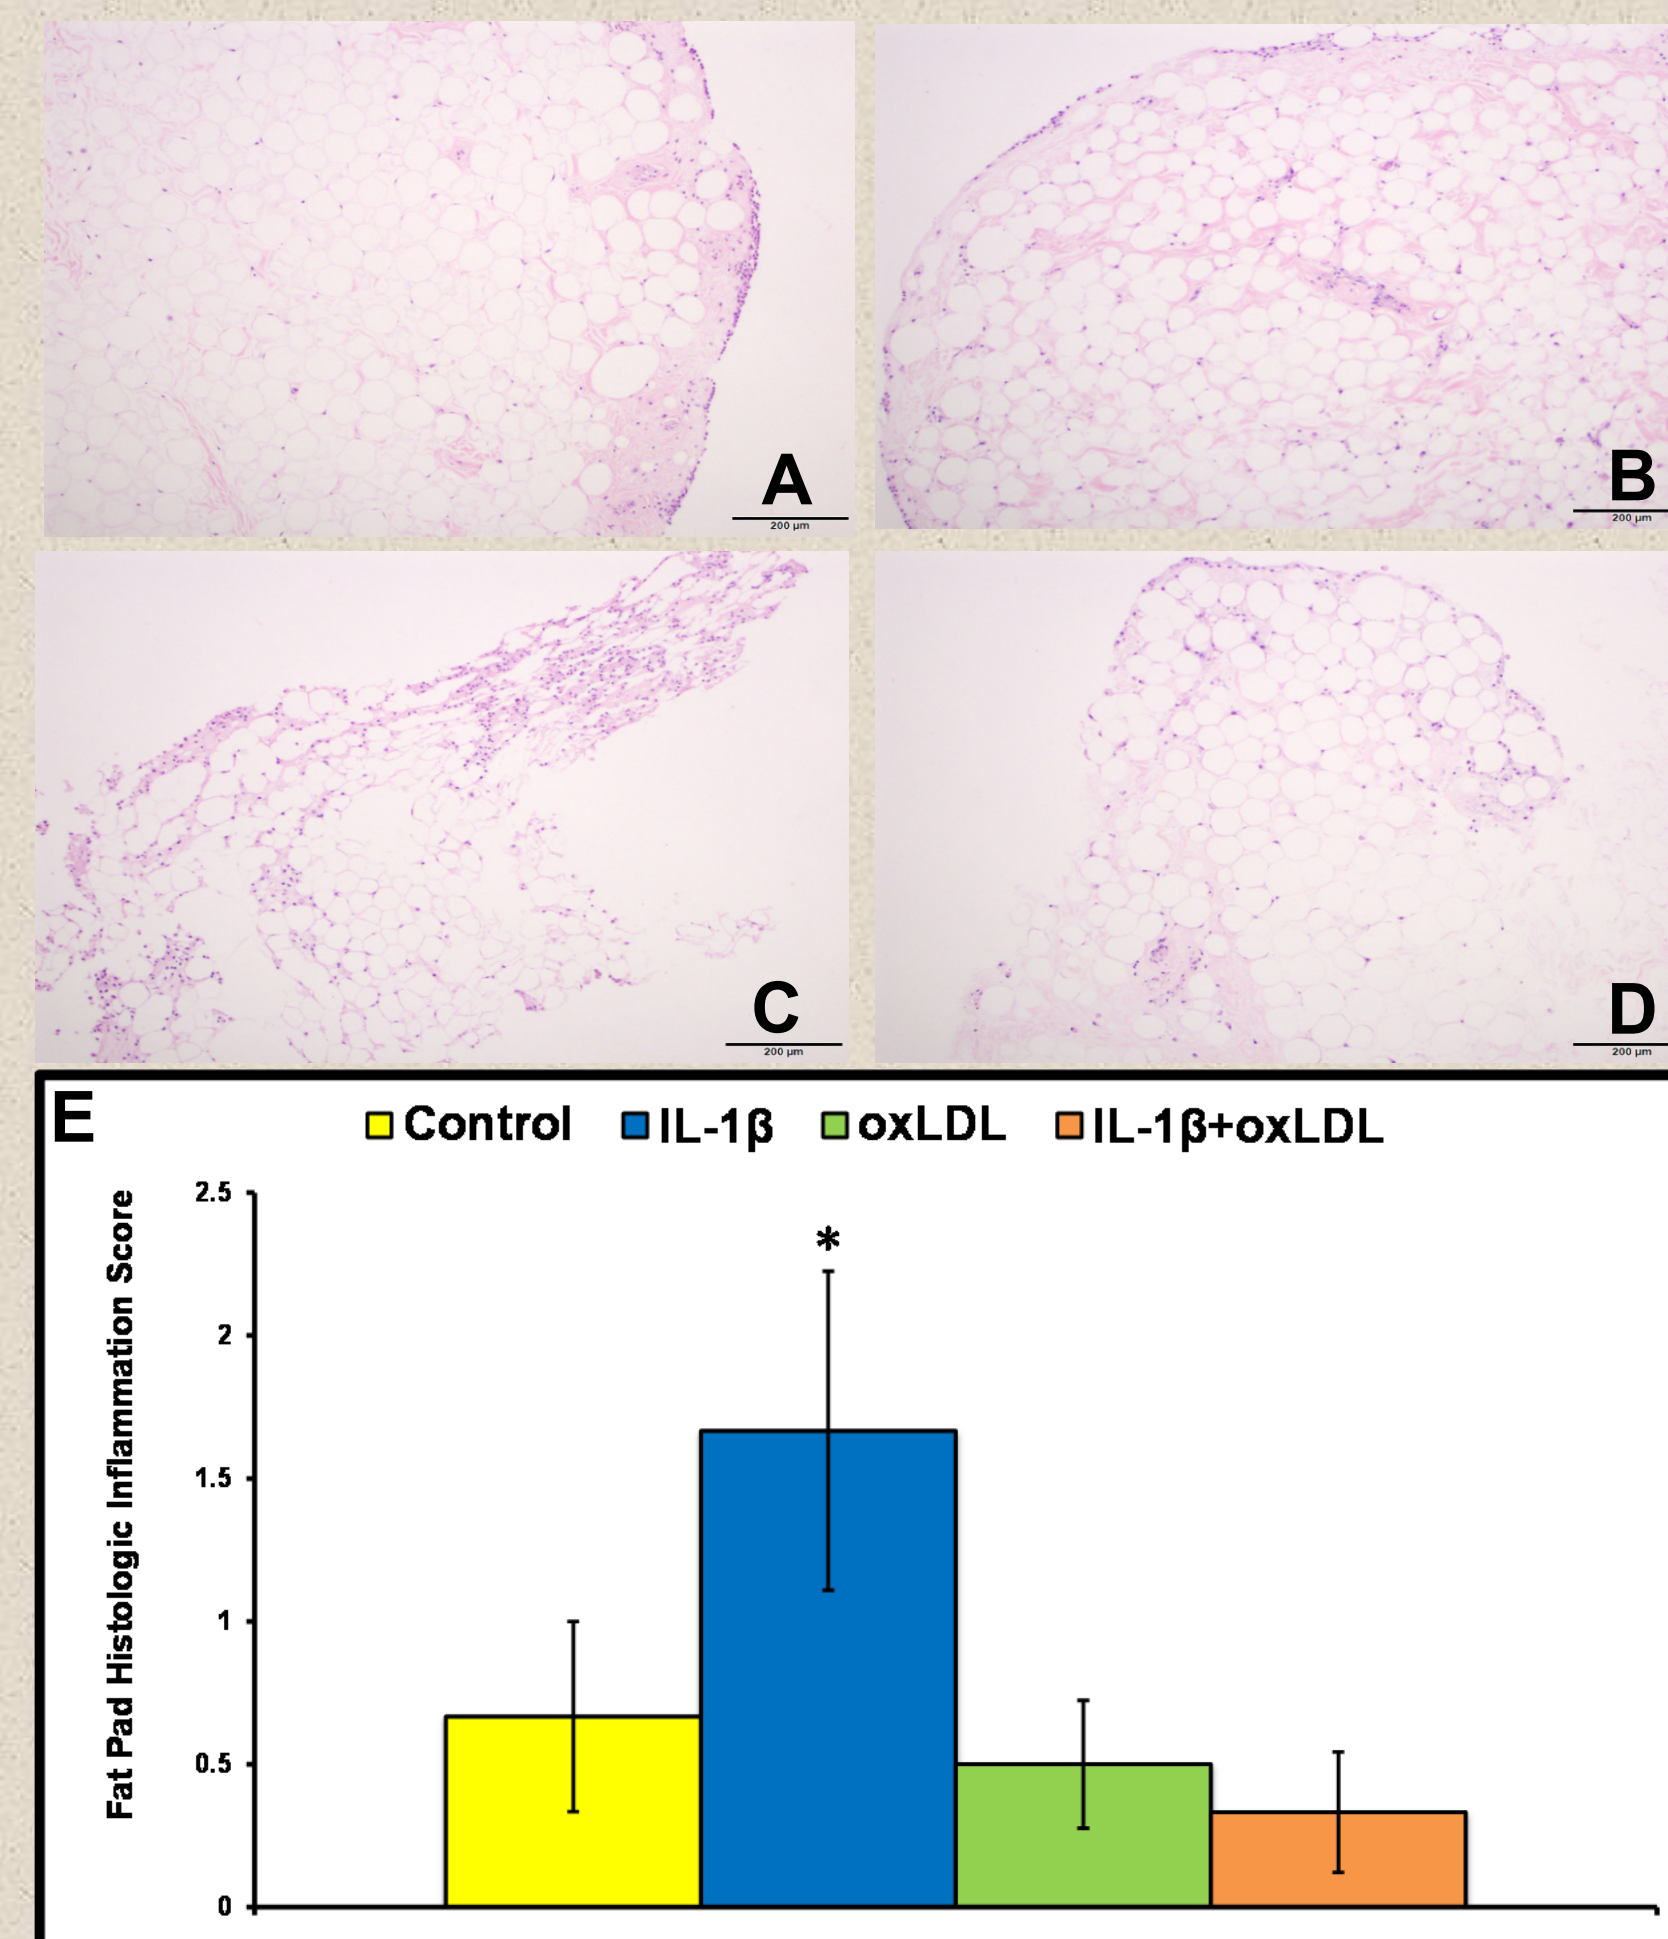 A
200 µm
B
200 µm
C
200 µm
D
200 µm
E
Control IL-1β oxLDL IL-1β+oxLDL
Fat Pad Histologic Inflammation Score
2.5
*
2
1.5
1
0.5
0